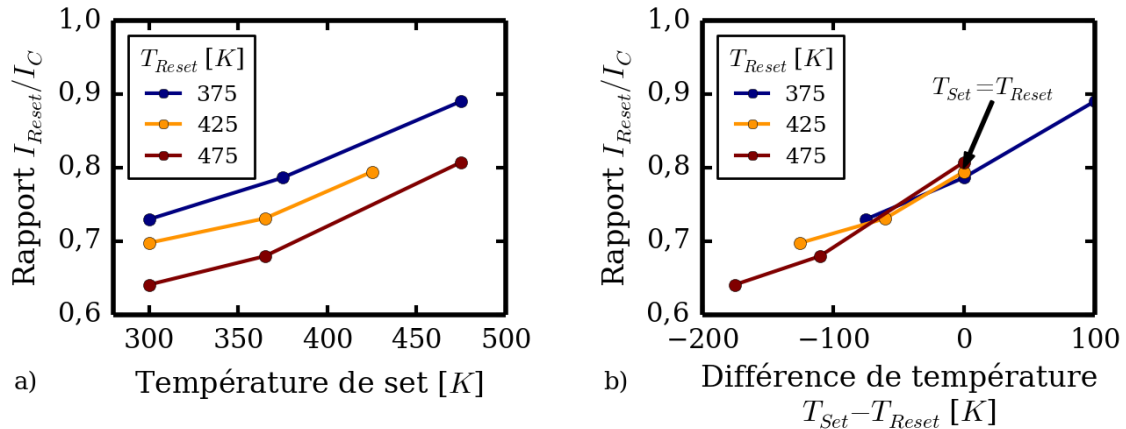 1,0
0,9
0,8
0,7
0,6
Rapport I_Reset/I_C
T_Reset [K]
375
425
475
300
350
400
450
500
a)
Température de set [K]
1,0
0,9
0,8
0,7
0,6
Rapport I_Reset/I_C
T_Reset [K]
375
425
475
T_Set=T_Reset
−200
−100
0
100
b)
Différence de température
T_Set−T_Reset [K]